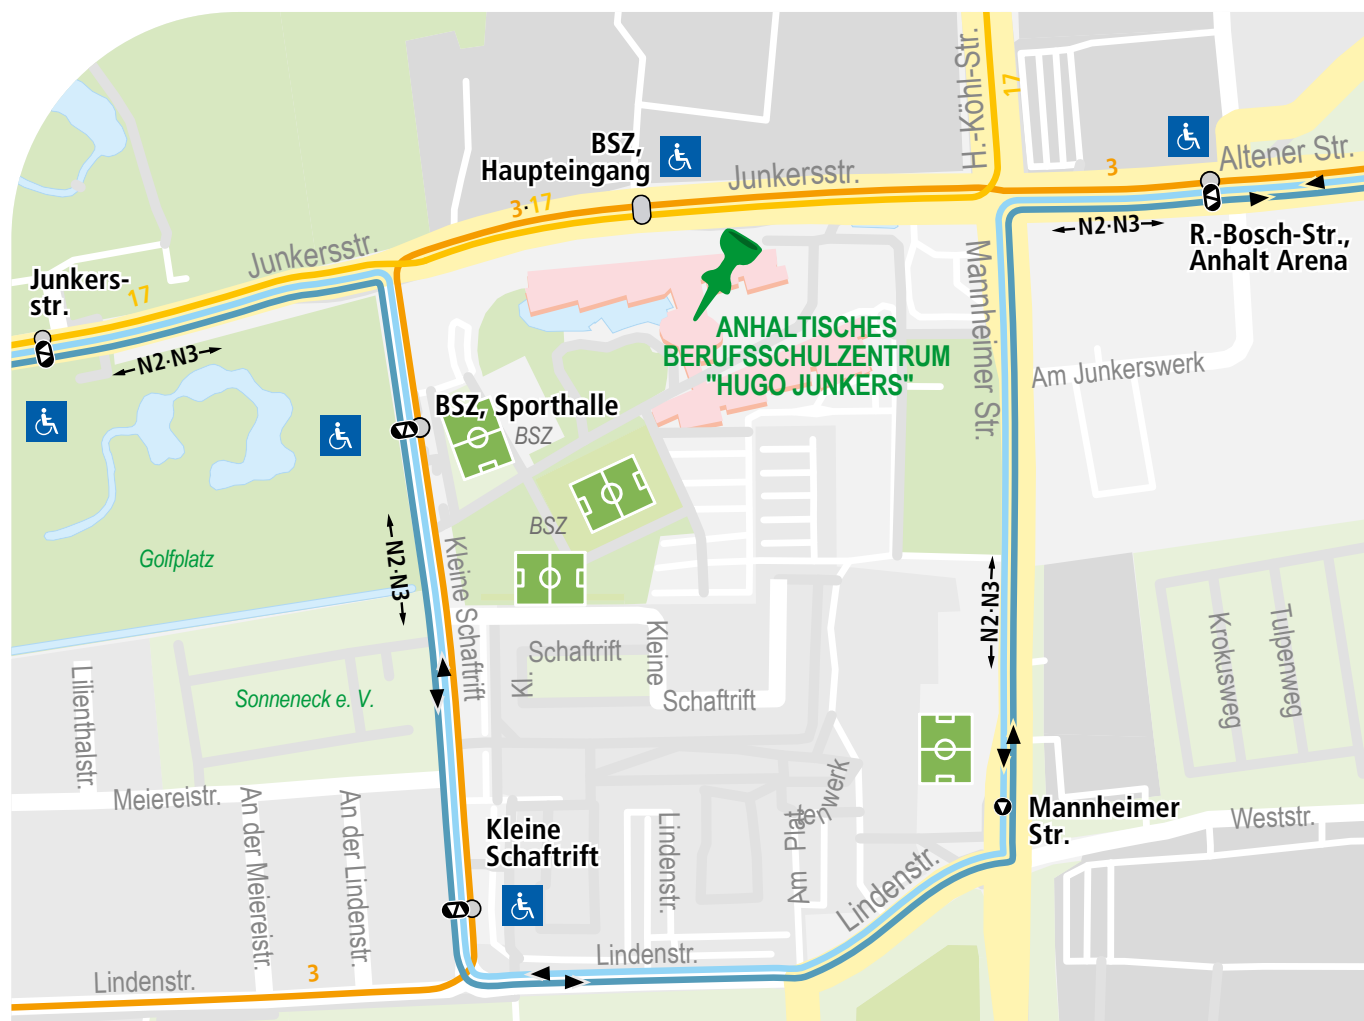 H.-Köhl-Str.
17
BSZ,
Haupteingang
Junkersstr.
3
Altener Str.
3·17
Junkersstr.
N2·N3
R.-Bosch-Str.,
Anhalt Arena
Junkers-
str.
17
N2·N3
ANHALTISCHES
BERUFSSCHULZENTRUM
"HUGO JUNKERS"
Mannheimer Str.
Am Junkerswerk
BSZ, Sporthalle
BSZ
BSZ
Golfplatz
N2·N3
Kleine Schaftrift
N2·N3
Schaftrift
Kl.
Kleine
Schaftrift
Krokusweg
Tulpenweg
Lilienthalstr.
Sonneneck e. V.
Meiereistr.
An der Meiereistr.
An der Lindenstr.
Kleine
Schaftrift
Lindenstr.
Am Plattenwerk
Mannheimer
Str.
Weststr.
Lindenstr.
Lindenstr.
Lindenstr.
3